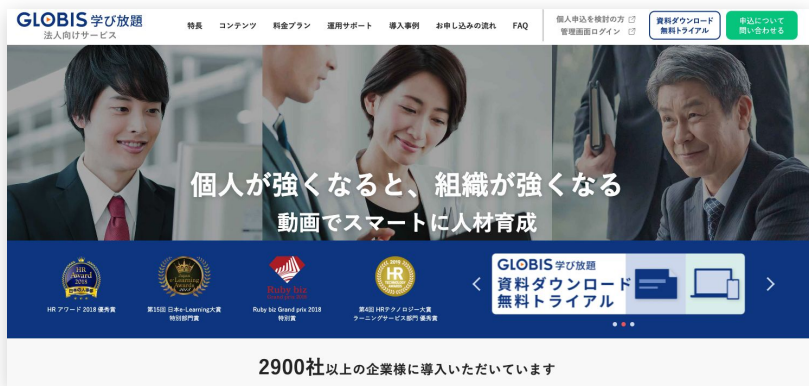 GLOBIS 学び放題
法人向けサービス
特長 コンテンツ 料金プラン 運用サポート 導入事例 お申し込みの流れ FAQ
個人申込を検討の方
管理画面ログイン
資料ダウンロード
無料トライアル
申込について
問い合わせる
個人が強くなると、組織が強くなる
動画でスマートに人材育成
HR
Award
2018
HR アワード 2018 優秀賞
第15回 日本e-Learning大賞
特別部門賞
Ruby biz
Grand prix 2018
Ruby biz Grand prix 2018
特別賞
2019
HR
第4回 HRテクノロジー大賞
ラーニングサービス部門 優秀賞
GLOBIS 学び放題
資料ダウンロード
無料トライアル
2900社以上の企業様に導入いただいています